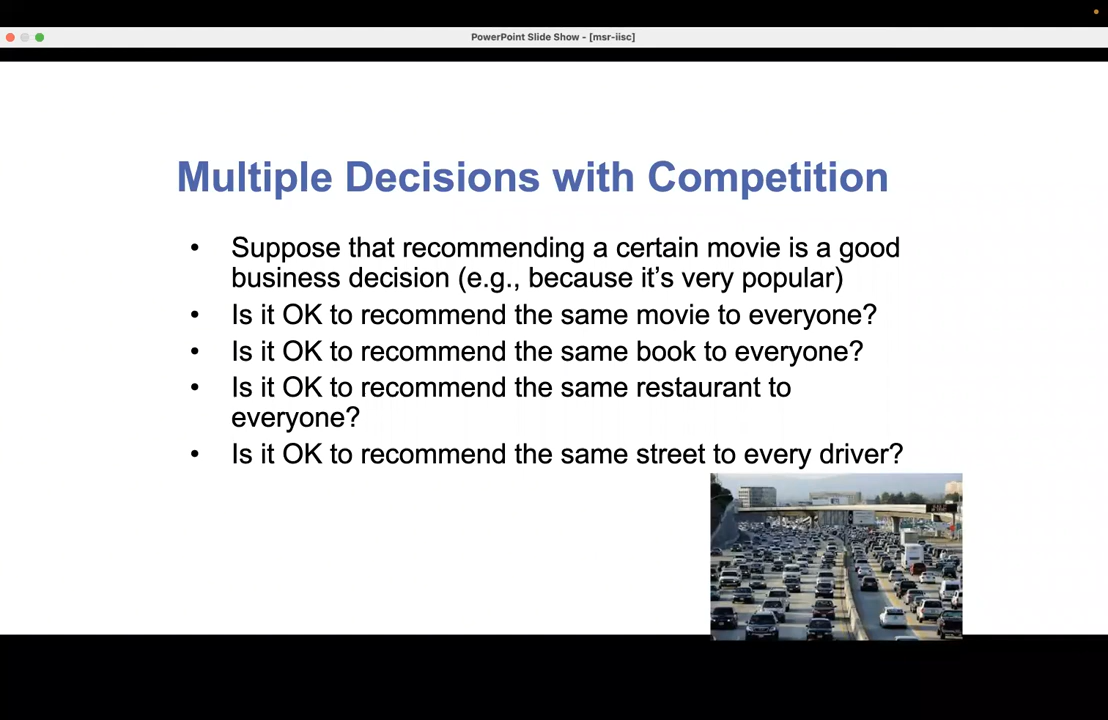 PowerPoint Slide Show - [msr-iisc]
Multiple Decisions with Competition
• Suppose that recommending a certain movie is a good
business decision (e.g., because it’s very popular)
• Is it OK to recommend the same movie to everyone?
• Is it OK to recommend the same book to everyone?
• Is it OK to recommend the same restaurant to
everyone?
• Is it OK to recommend the same street to every driver?